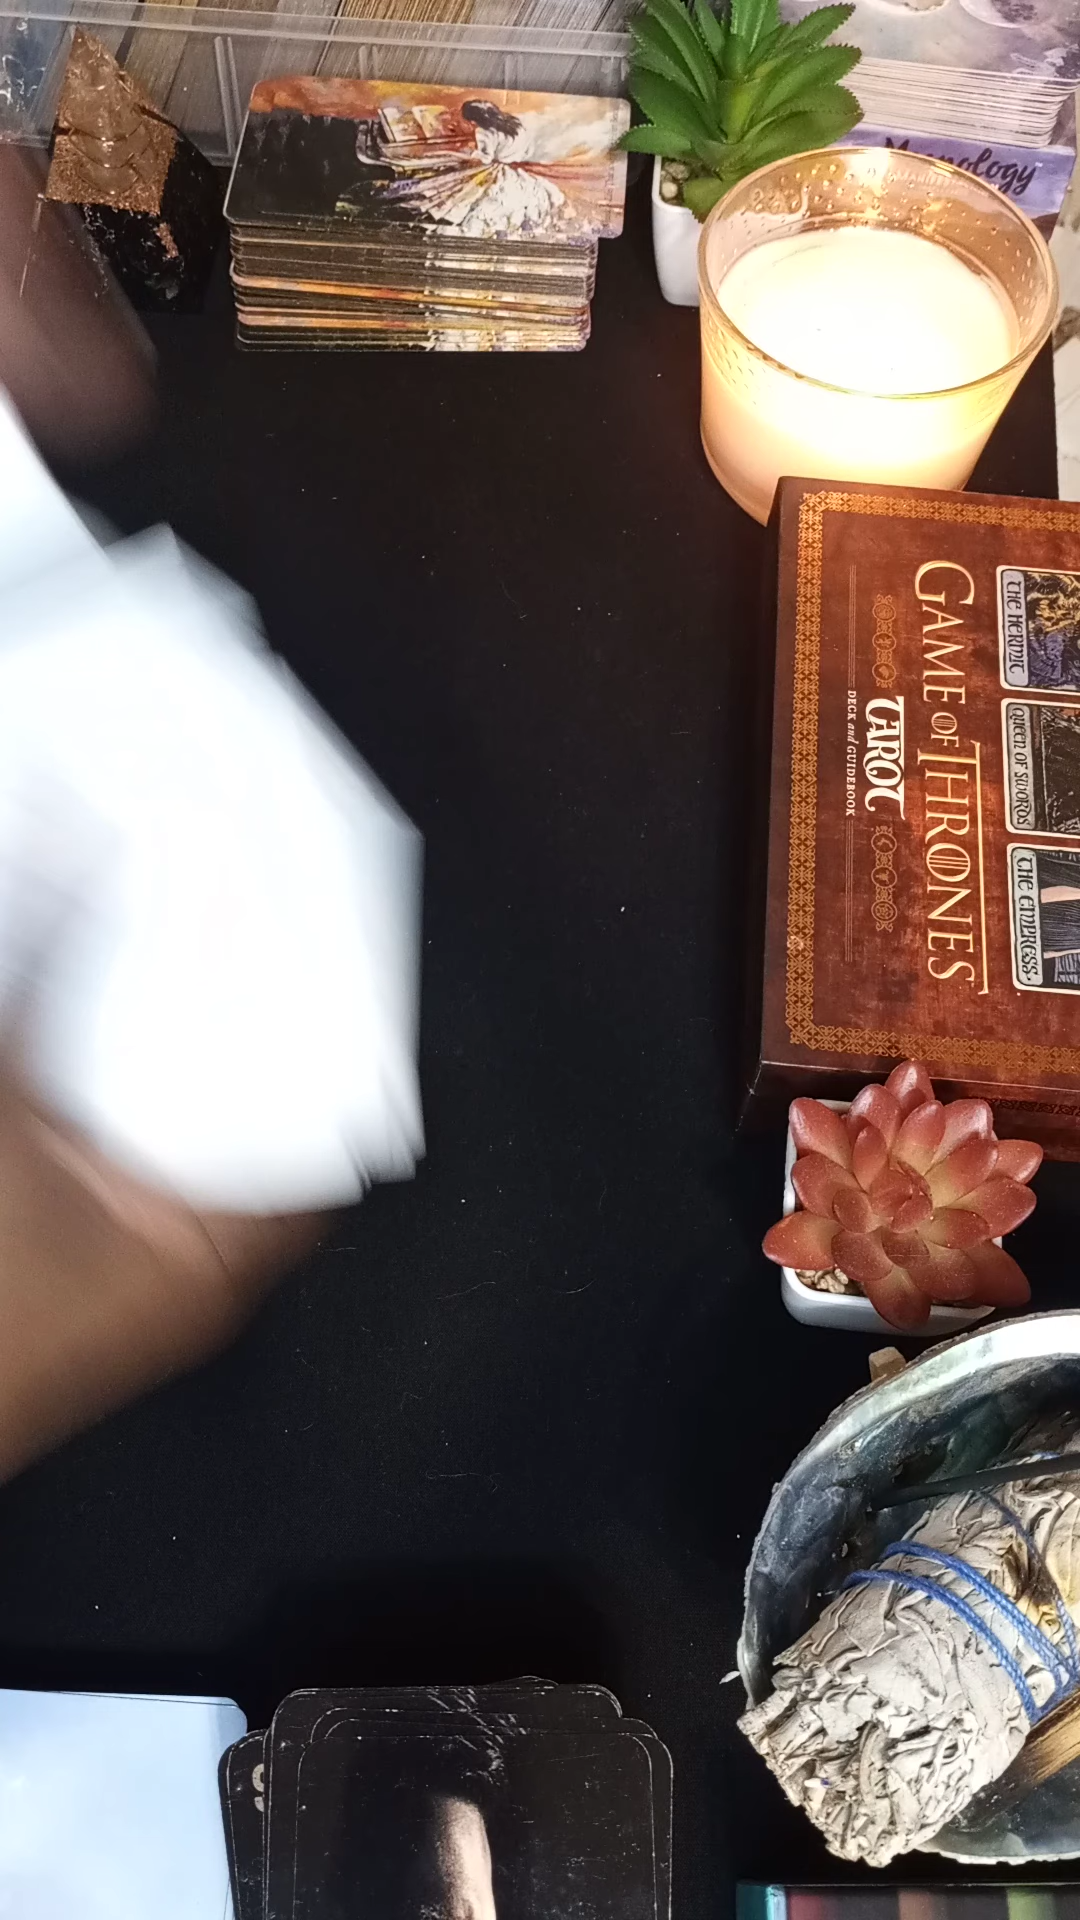 Moonology
GAME OF THRONES
TAROT
DECK and GUIDEBOOK
THE HERMIT
QUEEN OF SWORDS
THE EMPRESS